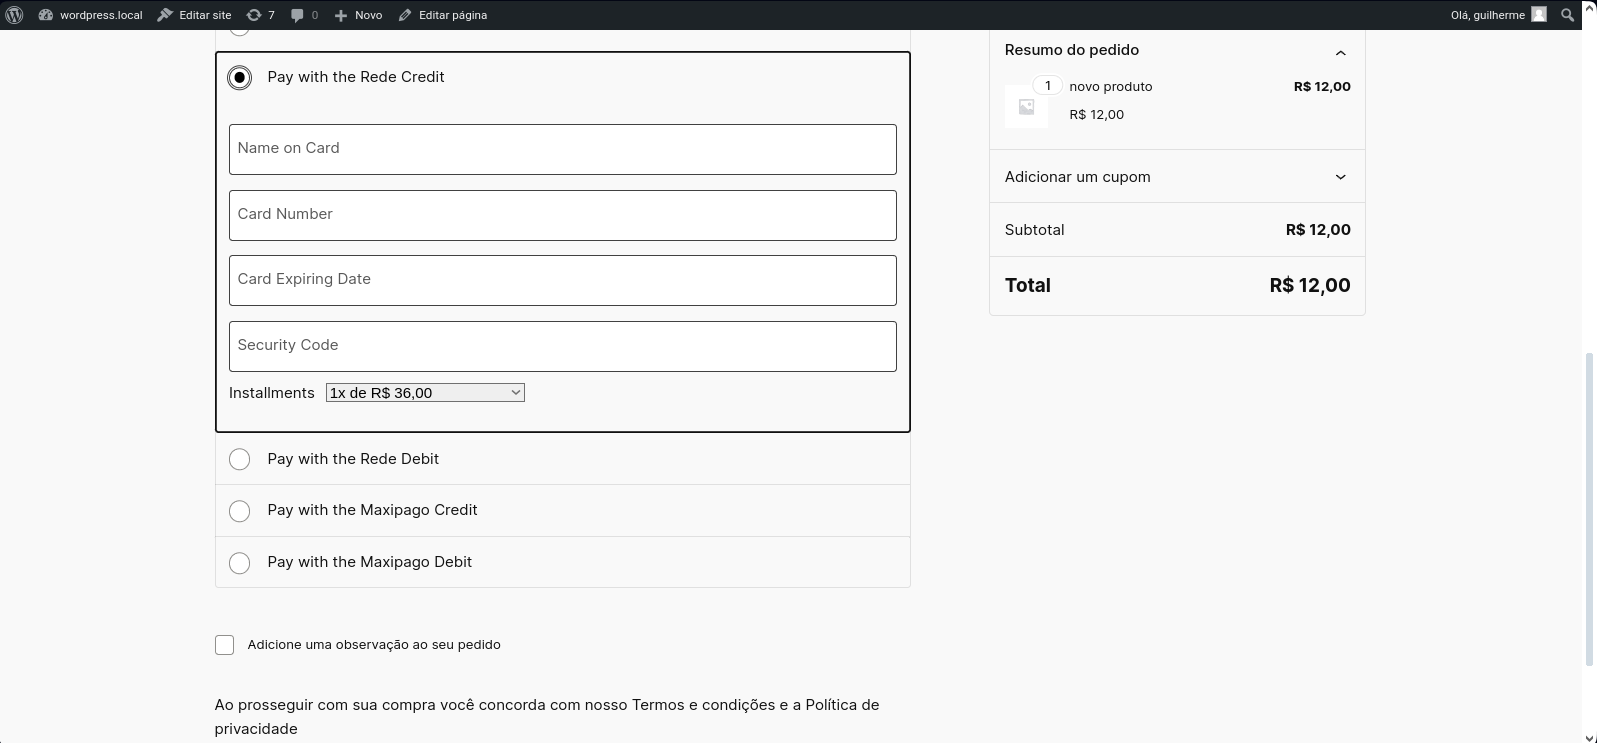 wordpress.local
Editar site
7
0
Novo
Editar página
Olá, guilherme
Pay with the Rede Credit
Name on Card
Card Number
Card Expiring Date
Security Code
Installments
1x de R$ 36,00
Pay with the Rede Debit
Pay with the Maxipago Credit
Pay with the Maxipago Debit
Adicione uma observação ao seu pedido
Ao prosseguir com sua compra você concorda com nosso Termos e condições e a Política de
privacidade
Resumo do pedido
1
novo produto
R$ 12,00
R$ 12,00
Adicionar um cupom
Subtotal
R$ 12,00
Total
R$ 12,00